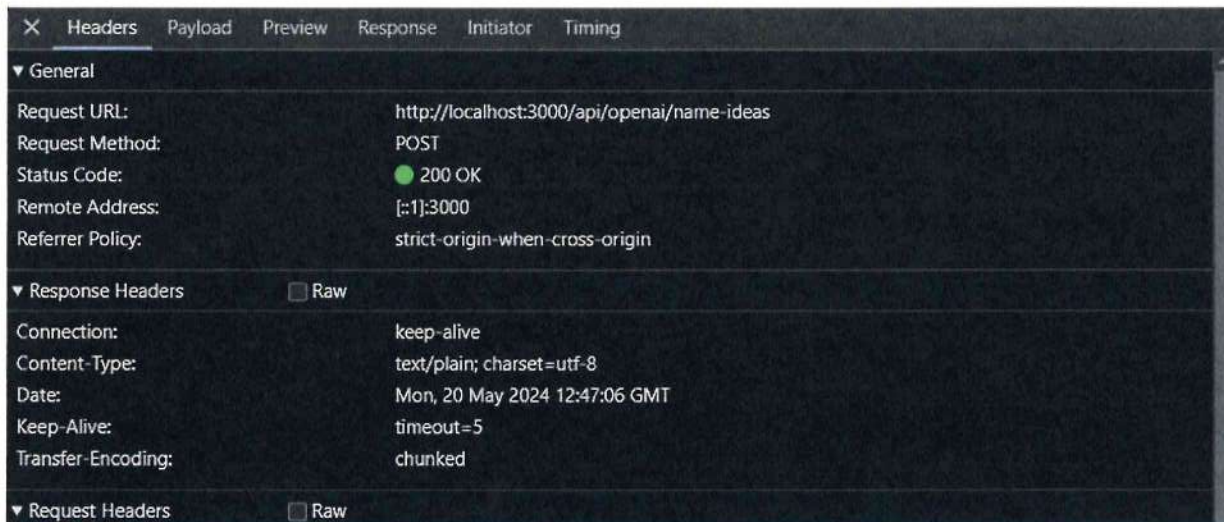 Headers Payload Preview Response Initiator Timing
General
Request URL: http://localhost:3000/api/openai/name-ideas
Request Method: POST
Status Code: 200 OK
Remote Address: [::1]:3000
Referrer Policy: strict-origin-when-cross-origin
Response Headers Raw
Connection: keep-alive
Content-Type: text/plain; charset=utf-8
Date: Mon, 20 May 2024 12:47:06 GMT
Keep-Alive: timeout=5
Transfer-Encoding: chunked
Request Headers Raw